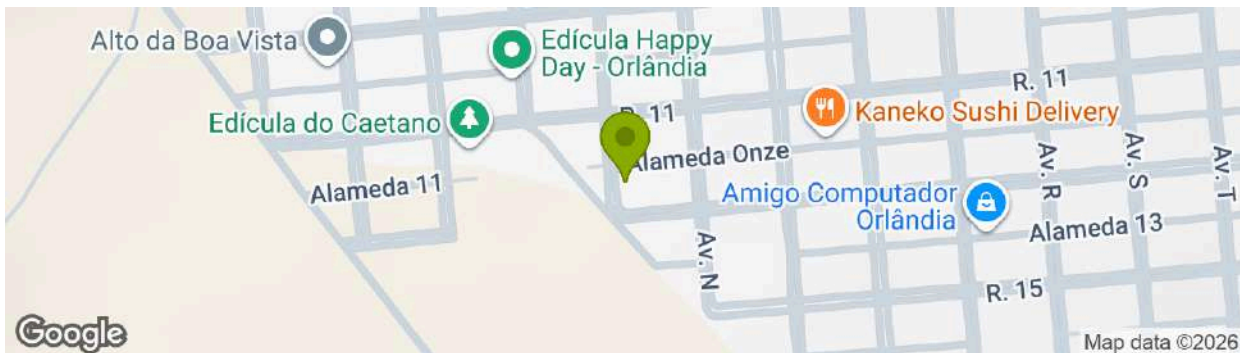 Alto da Boa Vista
Edícula Happy
Day - Orlândia
R. 11
R. 11
Kaneko Sushi Delivery
Edícula do Caetano
Alameda Onze
Alameda 11
Amigo Computador
Orlândia
Av. R
Av. S
Av. T
Alameda 13
Av. N
R. 15
Google
Map data ©2026